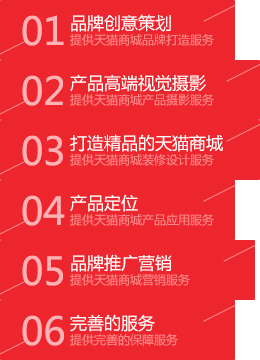 01 品牌创意策划
提供天猫商城品牌打造服务
02 产品高端视觉摄影
提供天猫商城产品摄影服务
03 打造精品的天猫商城
提供天猫商城装修设计服务
04 产品定位
提供天猫商城产品应用服务
05 品牌推广营销
提供天猫商城营销服务
06 完善的服务
提供完善的保障服务